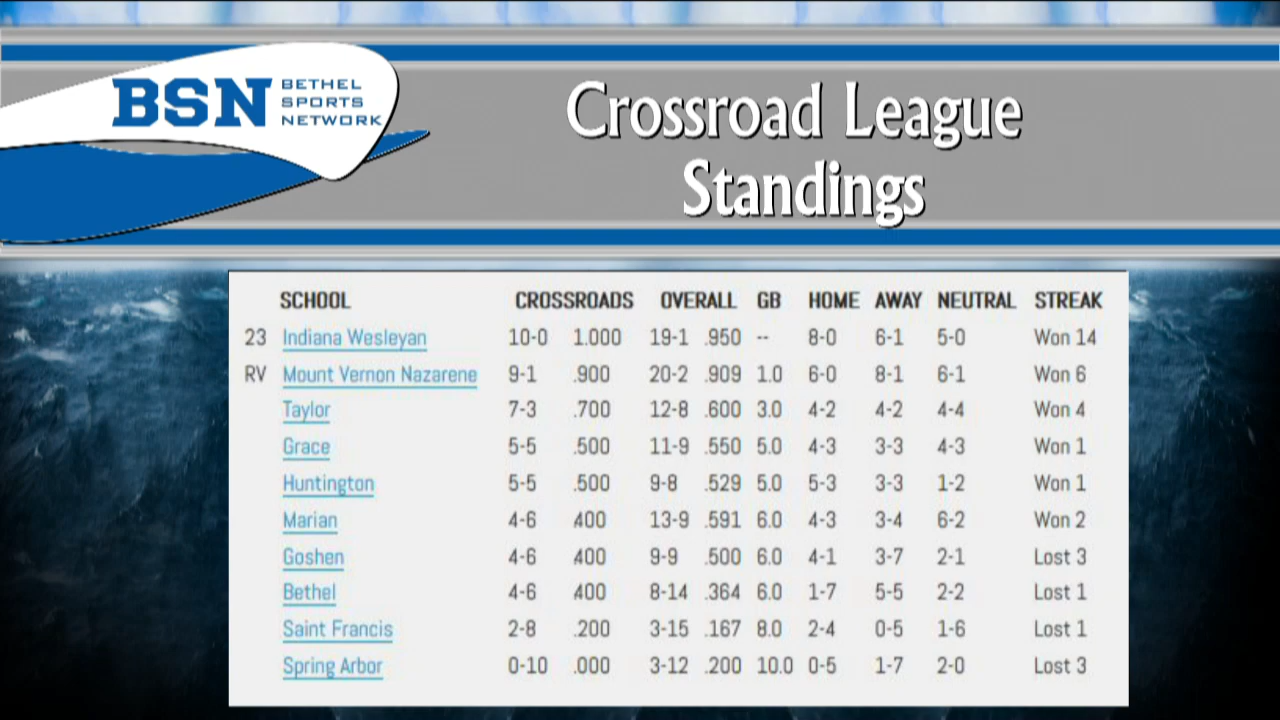 BSN BETHEL SPORTS NETWORK
Crossroad League
Standings
SCHOOL CROSSROADS OVERALL GB HOME AWAY NEUTRAL STREAK
23 Indiana Wesleyan 10-0 1.000 19-1 .950 -- 8-0 6-1 5-0 Won 14
RV Mount Vernon Nazarene 9-1 .900 20-2 .909 1.0 6-0 8-1 6-1 Won 6
Taylor 7-3 .700 12-8 .600 3.0 4-2 4-2 4-4 Won 4
Grace 5-5 .500 11-9 .550 5.0 4-3 3-3 4-3 Won 1
Huntington 5-5 .500 9-8 .529 5.0 5-3 3-3 1-2 Won 1
Marian 4-6 400 13-9 .591 6.0 4-3 3-4 6-2 Won 2
Goshen 4-6 400 9-9 .500 6.0 4-1 3-7 2-1 Lost 3
Bethel 4-6 400 8-14 .364 6.0 1-7 5-5 2-2 Lost 1
Saint Francis 2-8 .200 3-15 .167 8.0 2-4 0-5 1-6 Lost 1
Spring Arbor 0-10 .000 3-12 .200 10.0 0-5 1-7 2-0 Lost 3